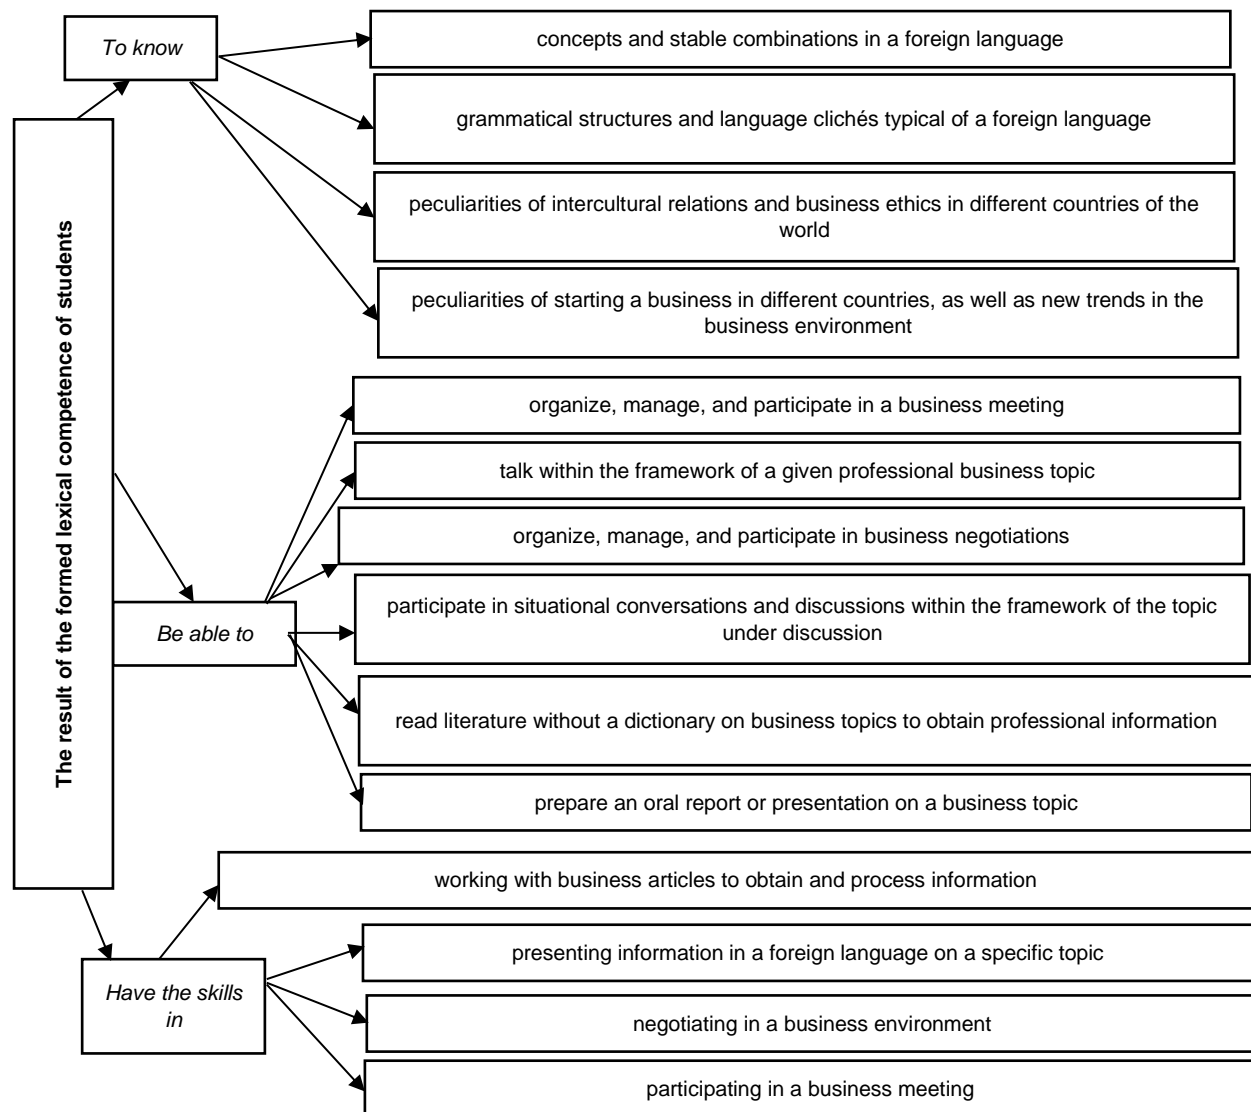 To know
concepts and stable combinations in a foreign language
grammatical structures and language clichés typical of a foreign language
peculiarities of intercultural relations and business ethics in different countries of the
world
peculiarities of starting a business in different countries, as well as new trends in the
business environment
The result of the formed lexical competence of students
organize, manage, and participate in a business meeting
talk within the framework of a given professional business topic
organize, manage, and participate in business negotiations
Be able to
participate in situational conversations and discussions within the framework of the topic
under discussion
read literature without a dictionary on business topics to obtain professional information
prepare an oral report or presentation on a business topic
working with business articles to obtain and process information
Have the skills
in
presenting information in a foreign language on a specific topic
negotiating in a business environment
participating in a business meeting